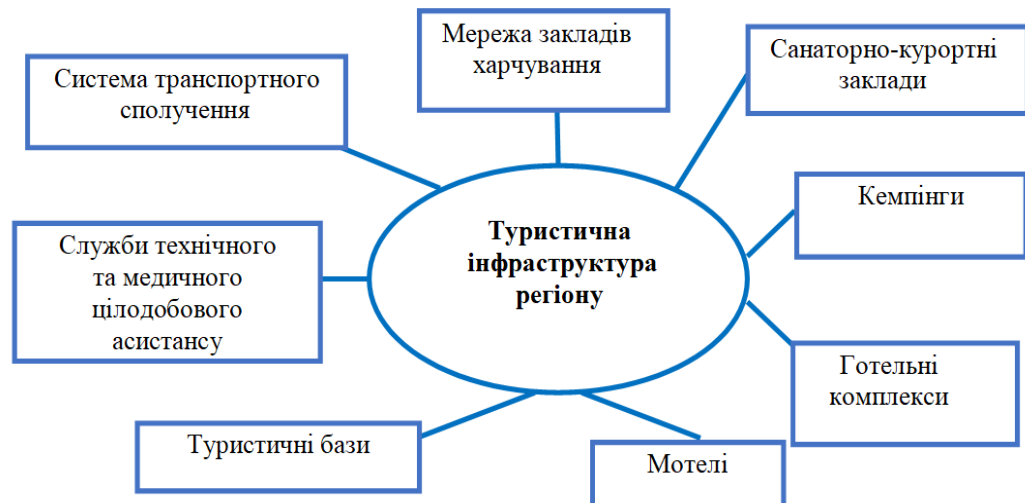 Мережа закладів
харчування
Санаторно-курортні
заклади
Система транспортного
сполучення
Кемпінги
Туристична
інфраструктура
регіону
Служби технічного
та медичного
цілодобового
асистансу
Готельні
комплекси
Туристичні бази
Мотелі